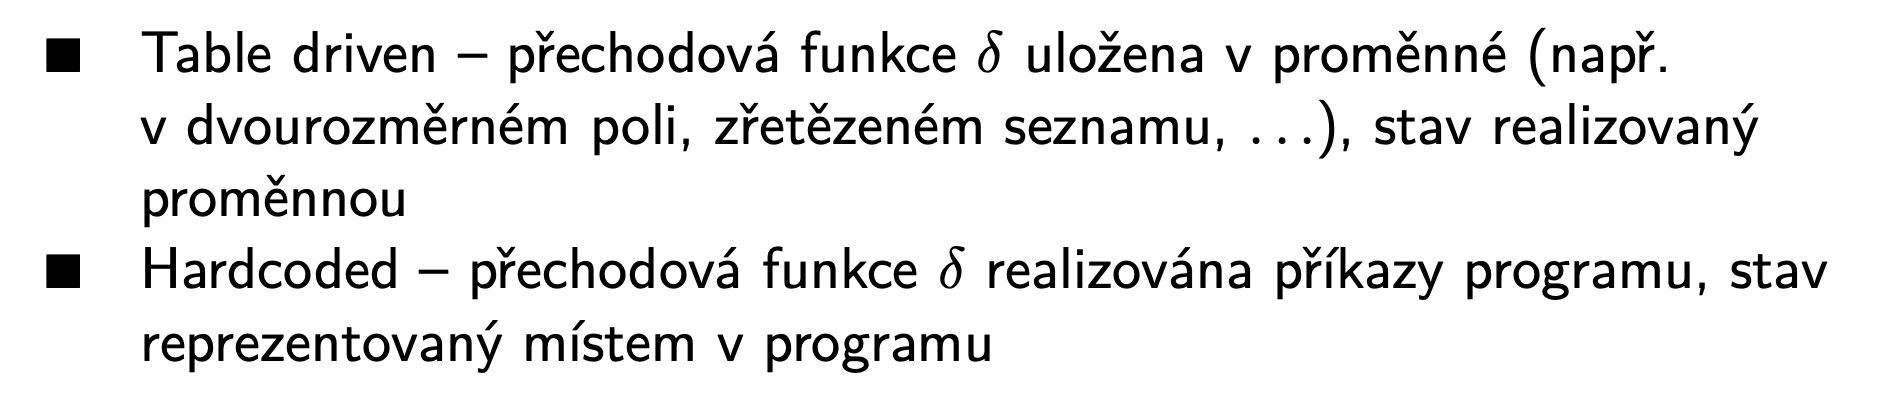 ■ Table driven – přechodová funkce δ uložena v proměnné (např.
v dvourozměrném poli, zřetězeném seznamu, ...), stav realizovaný
proměnnou
■ Hardcoded – přechodová funkce δ realizována příkazy programu, stav
reprezentovaný místem v programu